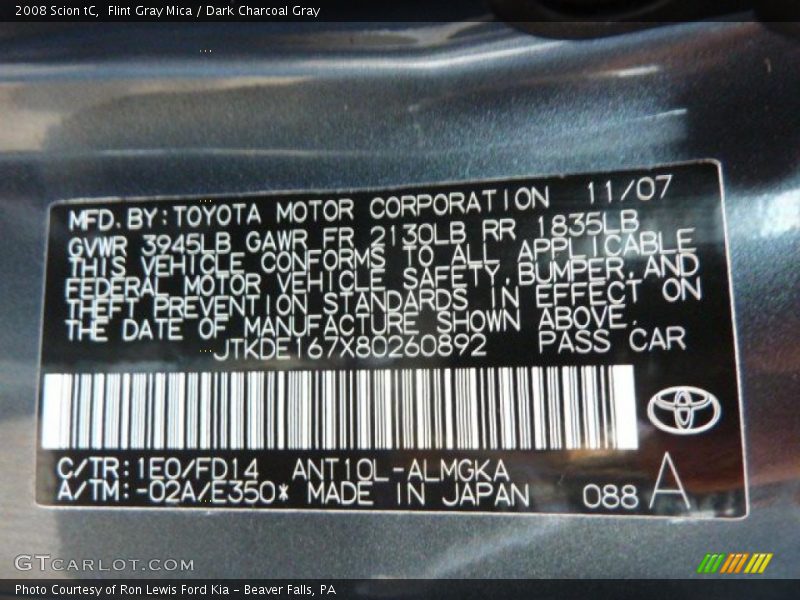 2008 Scion tC,  Flint Gray Mica / Dark Charcoal Gray
MFD. BY: TOYOTA MOTOR CORPORATION 11/07
GVWR 3945LB GAWR FR 2130LB RR 1835LB
THIS VEHICLE CONFORMS TO ALL APPLICABLE
FEDERAL MOTOR VEHICLE SAFETY, BUMPER, AND
THEFT PREVENTION STANDARDS IN EFFECT ON
THE DATE OF MANUFACTURE SHOWN ABOVE.
JTKDE167X80260892 PASS CAR
C/TR: 1E0/FD14 ANT10L-ALMGKA
A/TM: -02A/E350* MADE IN JAPAN 088 A
GTCARLOT.COM
Photo Courtesy of Ron Lewis Ford Kia – Beaver Falls, PA